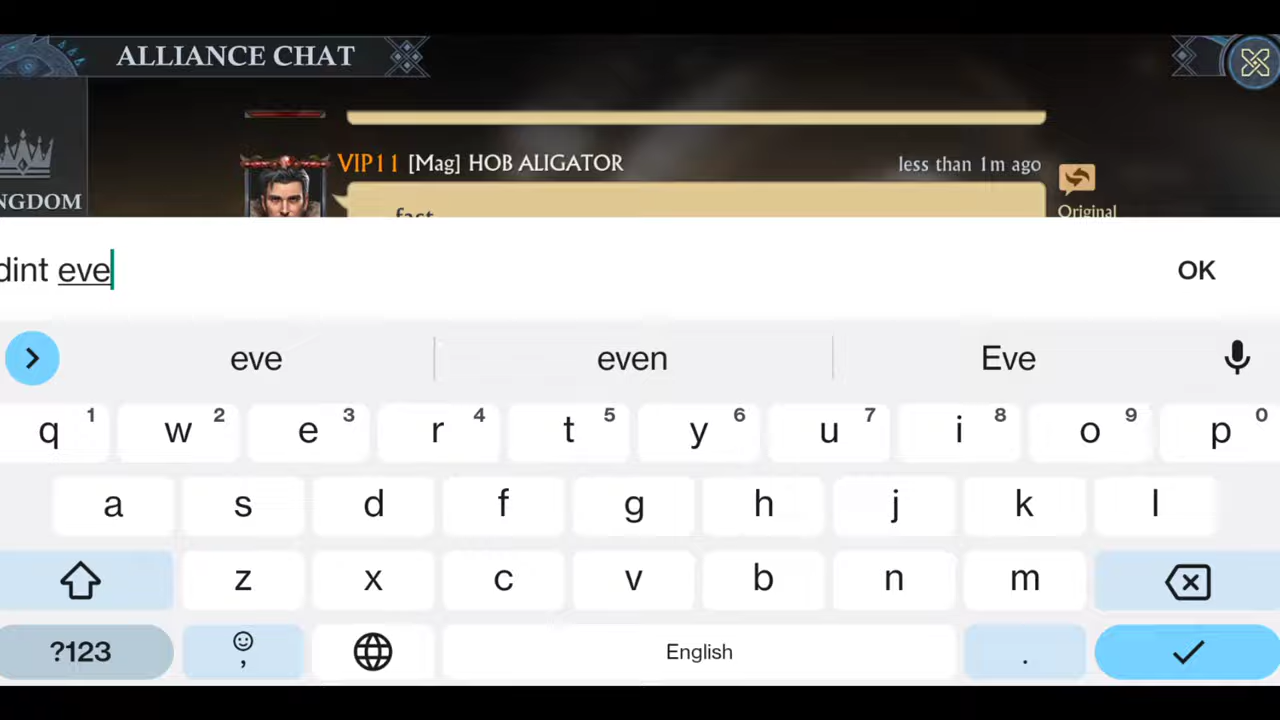 ALLIANCE CHAT
NGDOM
VIP11 [Mag] HOB ALIGATOR
less than 1m ago
fast
Original
dint eve
OK
eve even Eve
q 1 w 2 e 3 r 4 t 5 y 6 u 7 i 8 o 9 p 0
a s d f g h j k l
z x c v b n m
?123 , English .